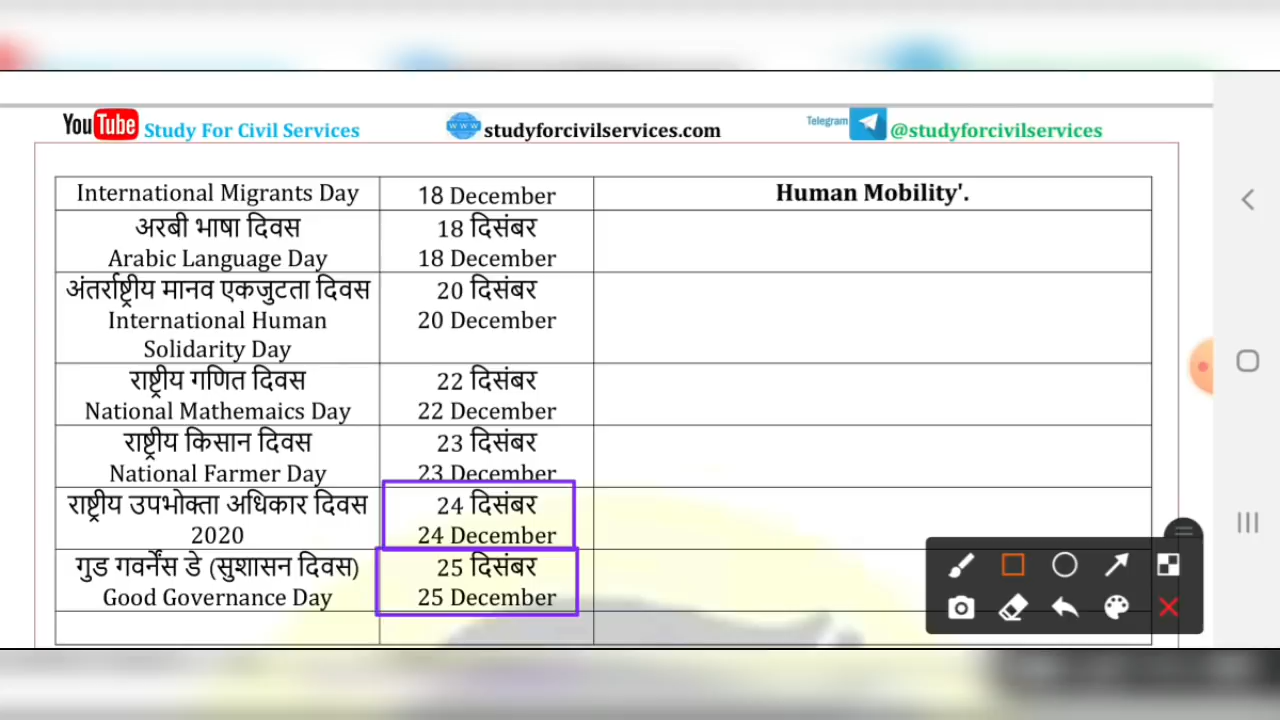 YouTube Study For Civil Services
www studyforcivilservices.com
Telegram @studyforcivilservices
International Migrants Day
18 December
Human Mobility'.
अरबी भाषा दिवस
Arabic Language Day
18 दिसंबर
18 December
अंतर्राष्ट्रीय मानव एकजुटता दिवस
International Human
Solidarity Day
20 दिसंबर
20 December
राष्ट्रीय गणित दिवस
National Mathemaics Day
22 दिसंबर
22 December
राष्ट्रीय किसान दिवस
National Farmer Day
23 दिसंबर
23 December
राष्ट्रीय उपभोक्ता अधिकार दिवस
2020
24 दिसंबर
24 December
गुड गवर्नेंस डे (सुशासन दिवस)
Good Governance Day
25 दिसंबर
25 December